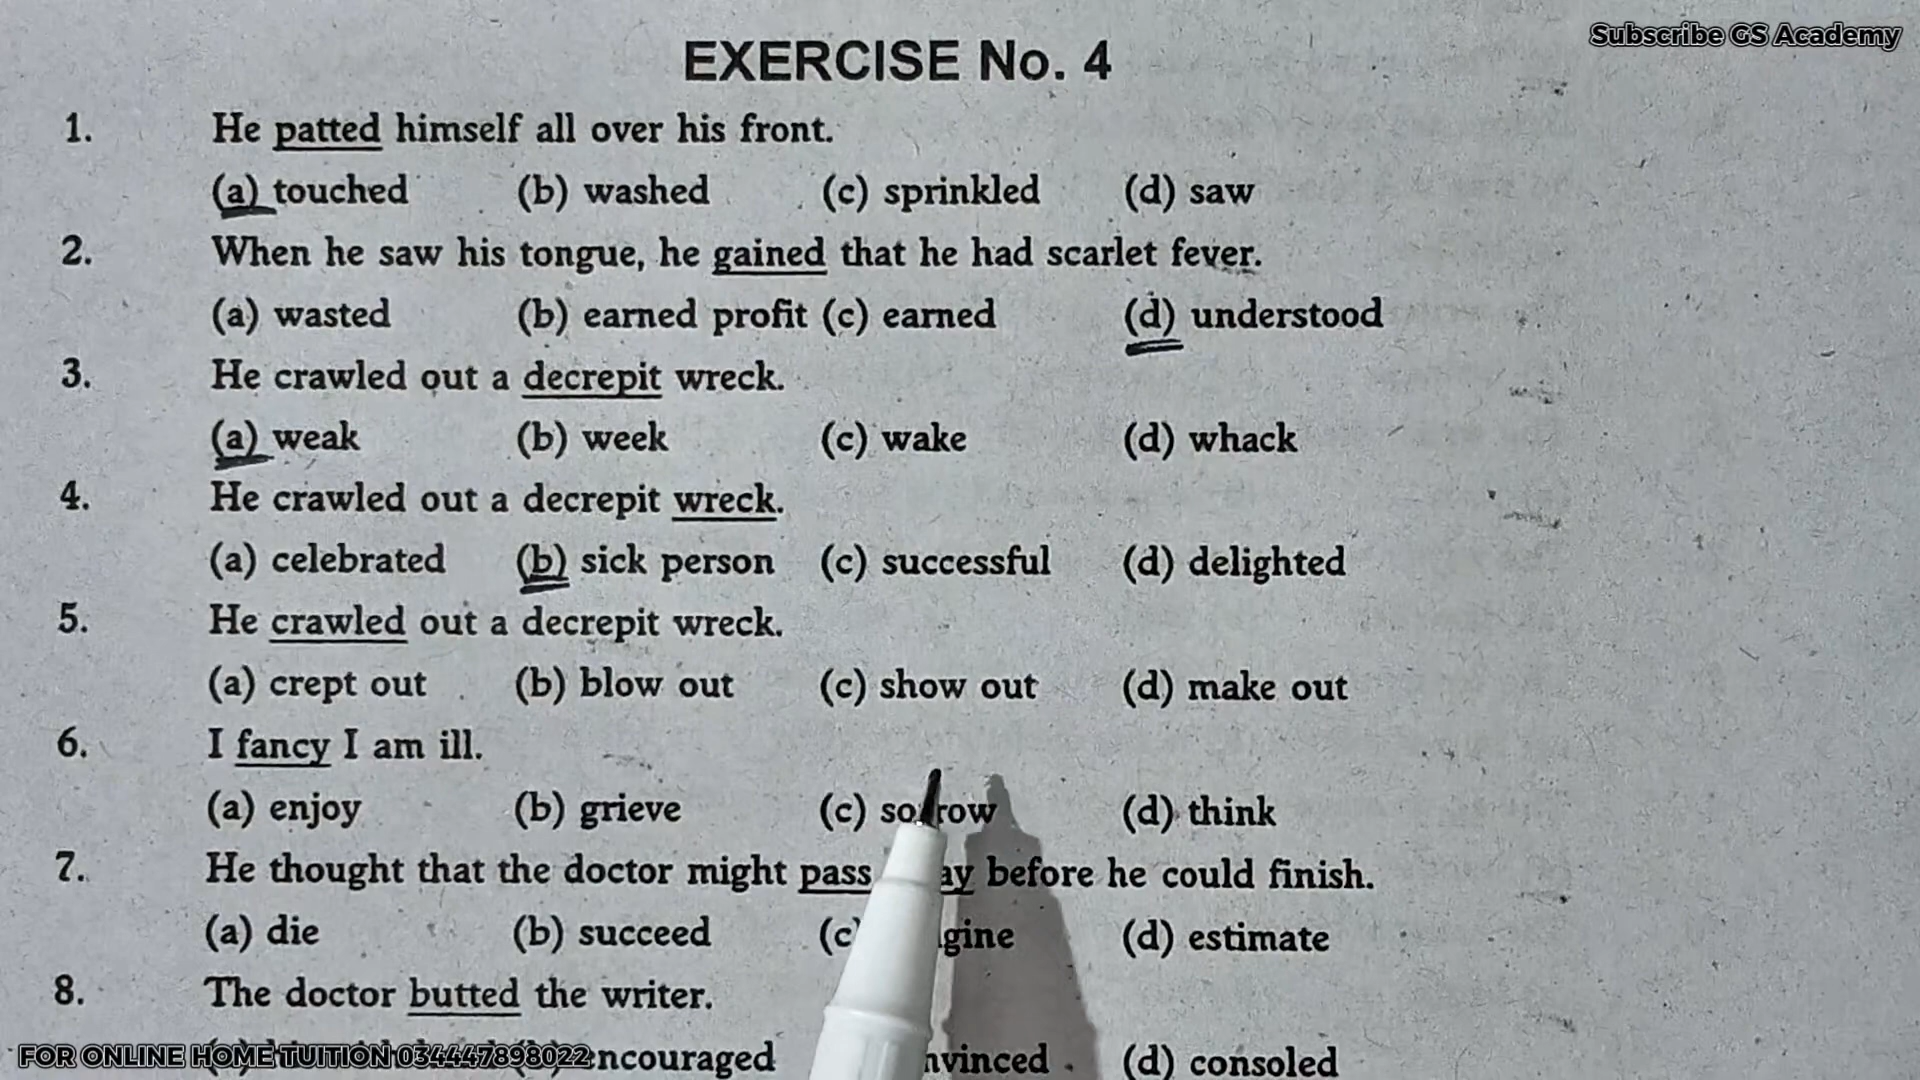 Subscribe GS Academy
EXERCISE No. 4
1. He patted himself all over his front.
(a) touched (b) washed (c) sprinkled (d) saw
2. When he saw his tongue, he gained that he had scarlet fever.
(a) wasted (b) earned profit (c) earned (d) understood
3. He crawled out a decrepit wreck.
(a) weak (b) week (c) wake (d) whack
4. He crawled out a decrepit wreck.
(a) celebrated (b) sick person (c) successful (d) delighted
5. He crawled out a decrepit wreck.
(a) crept out (b) blow out (c) show out (d) make out
6. I fancy I am ill.
(a) enjoy (b) grieve (c) sorrow (d) think
7. He thought that the doctor might pass before he could finish.
(a) die (b) succeed (c) (d) estimate
8. The doctor butted the writer.
encouraged (d) consoled
FOR ONLINE HOME TUITION 034447898022